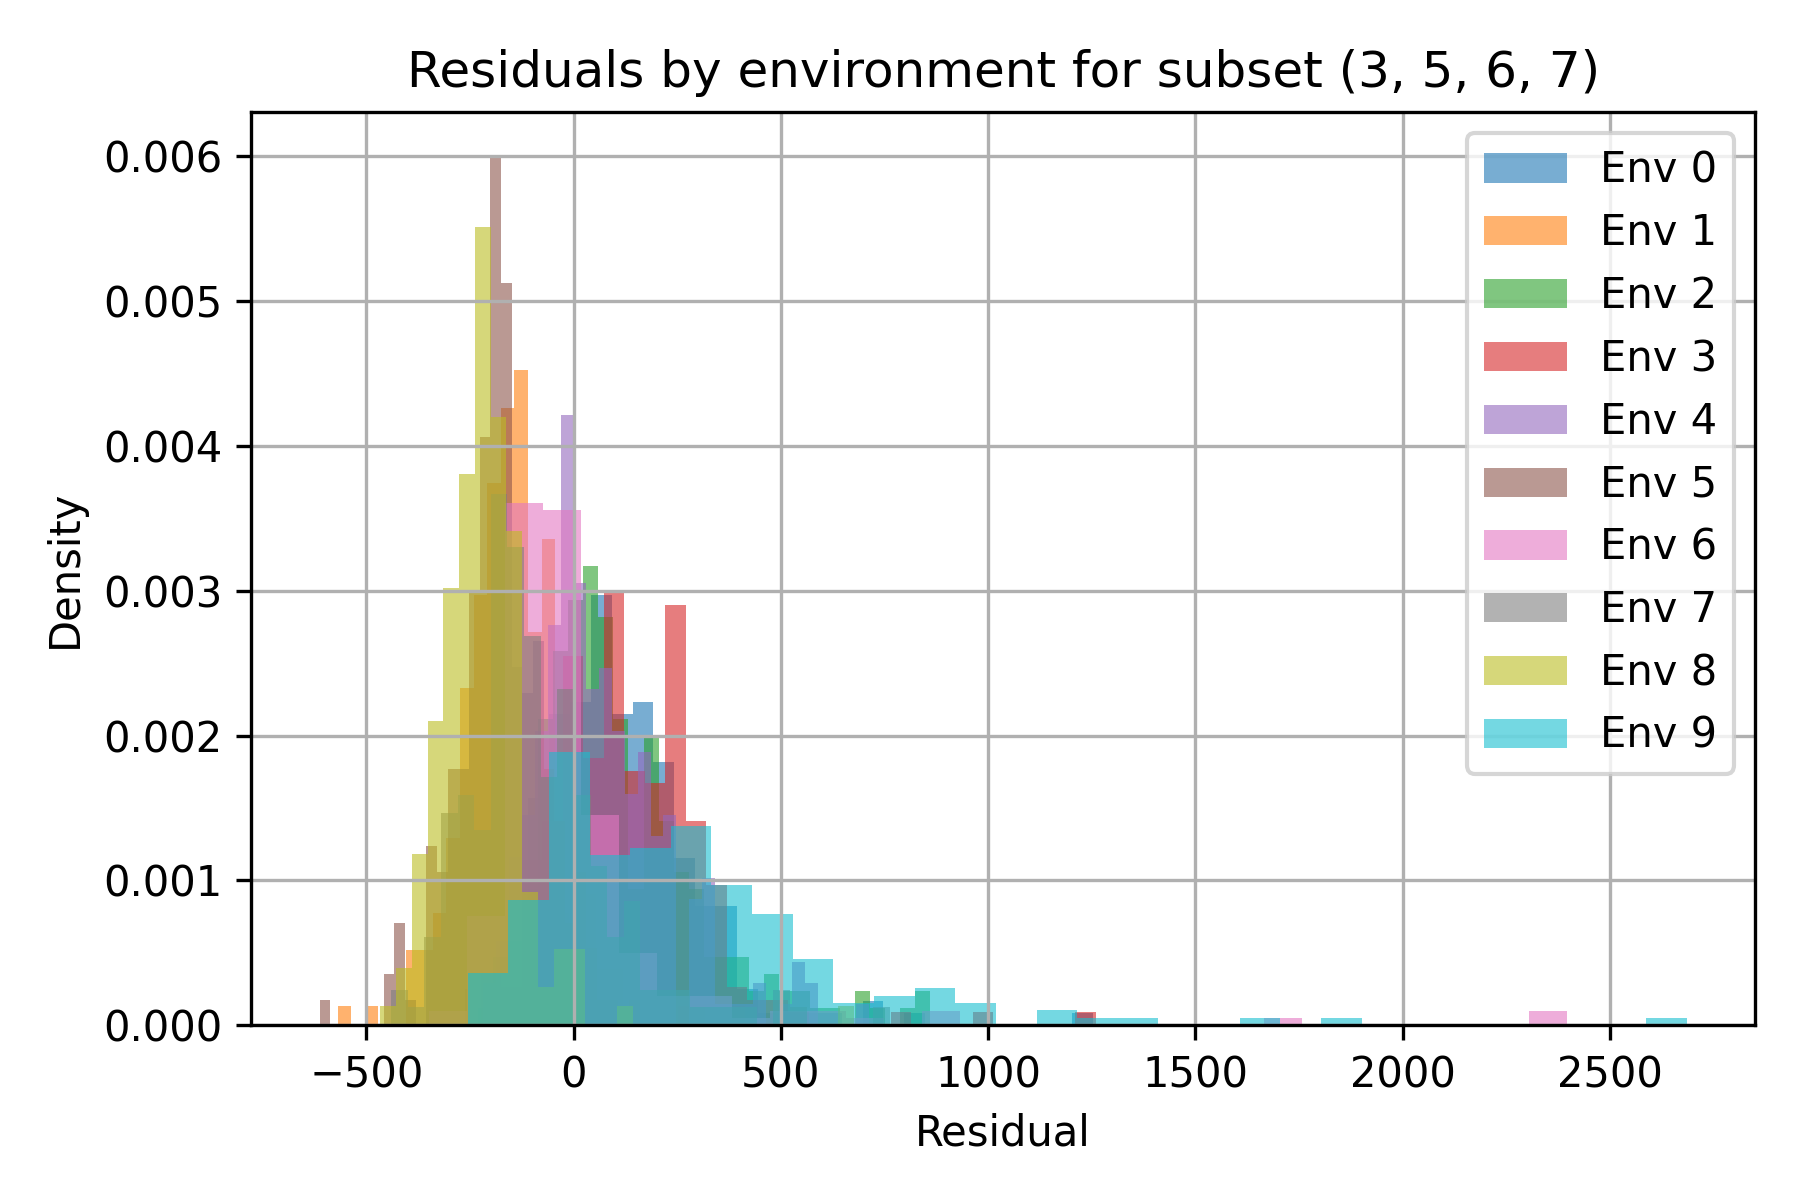 Residuals by environment for subset (3, 5, 6, 7)
0.006
0.005
0.004
0.003
0.002
0.001
0.000
Density
−500
0
500
1000
1500
2000
2500
Residual
Env 0
Env 1
Env 2
Env 3
Env 4
Env 5
Env 6
Env 7
Env 8
Env 9